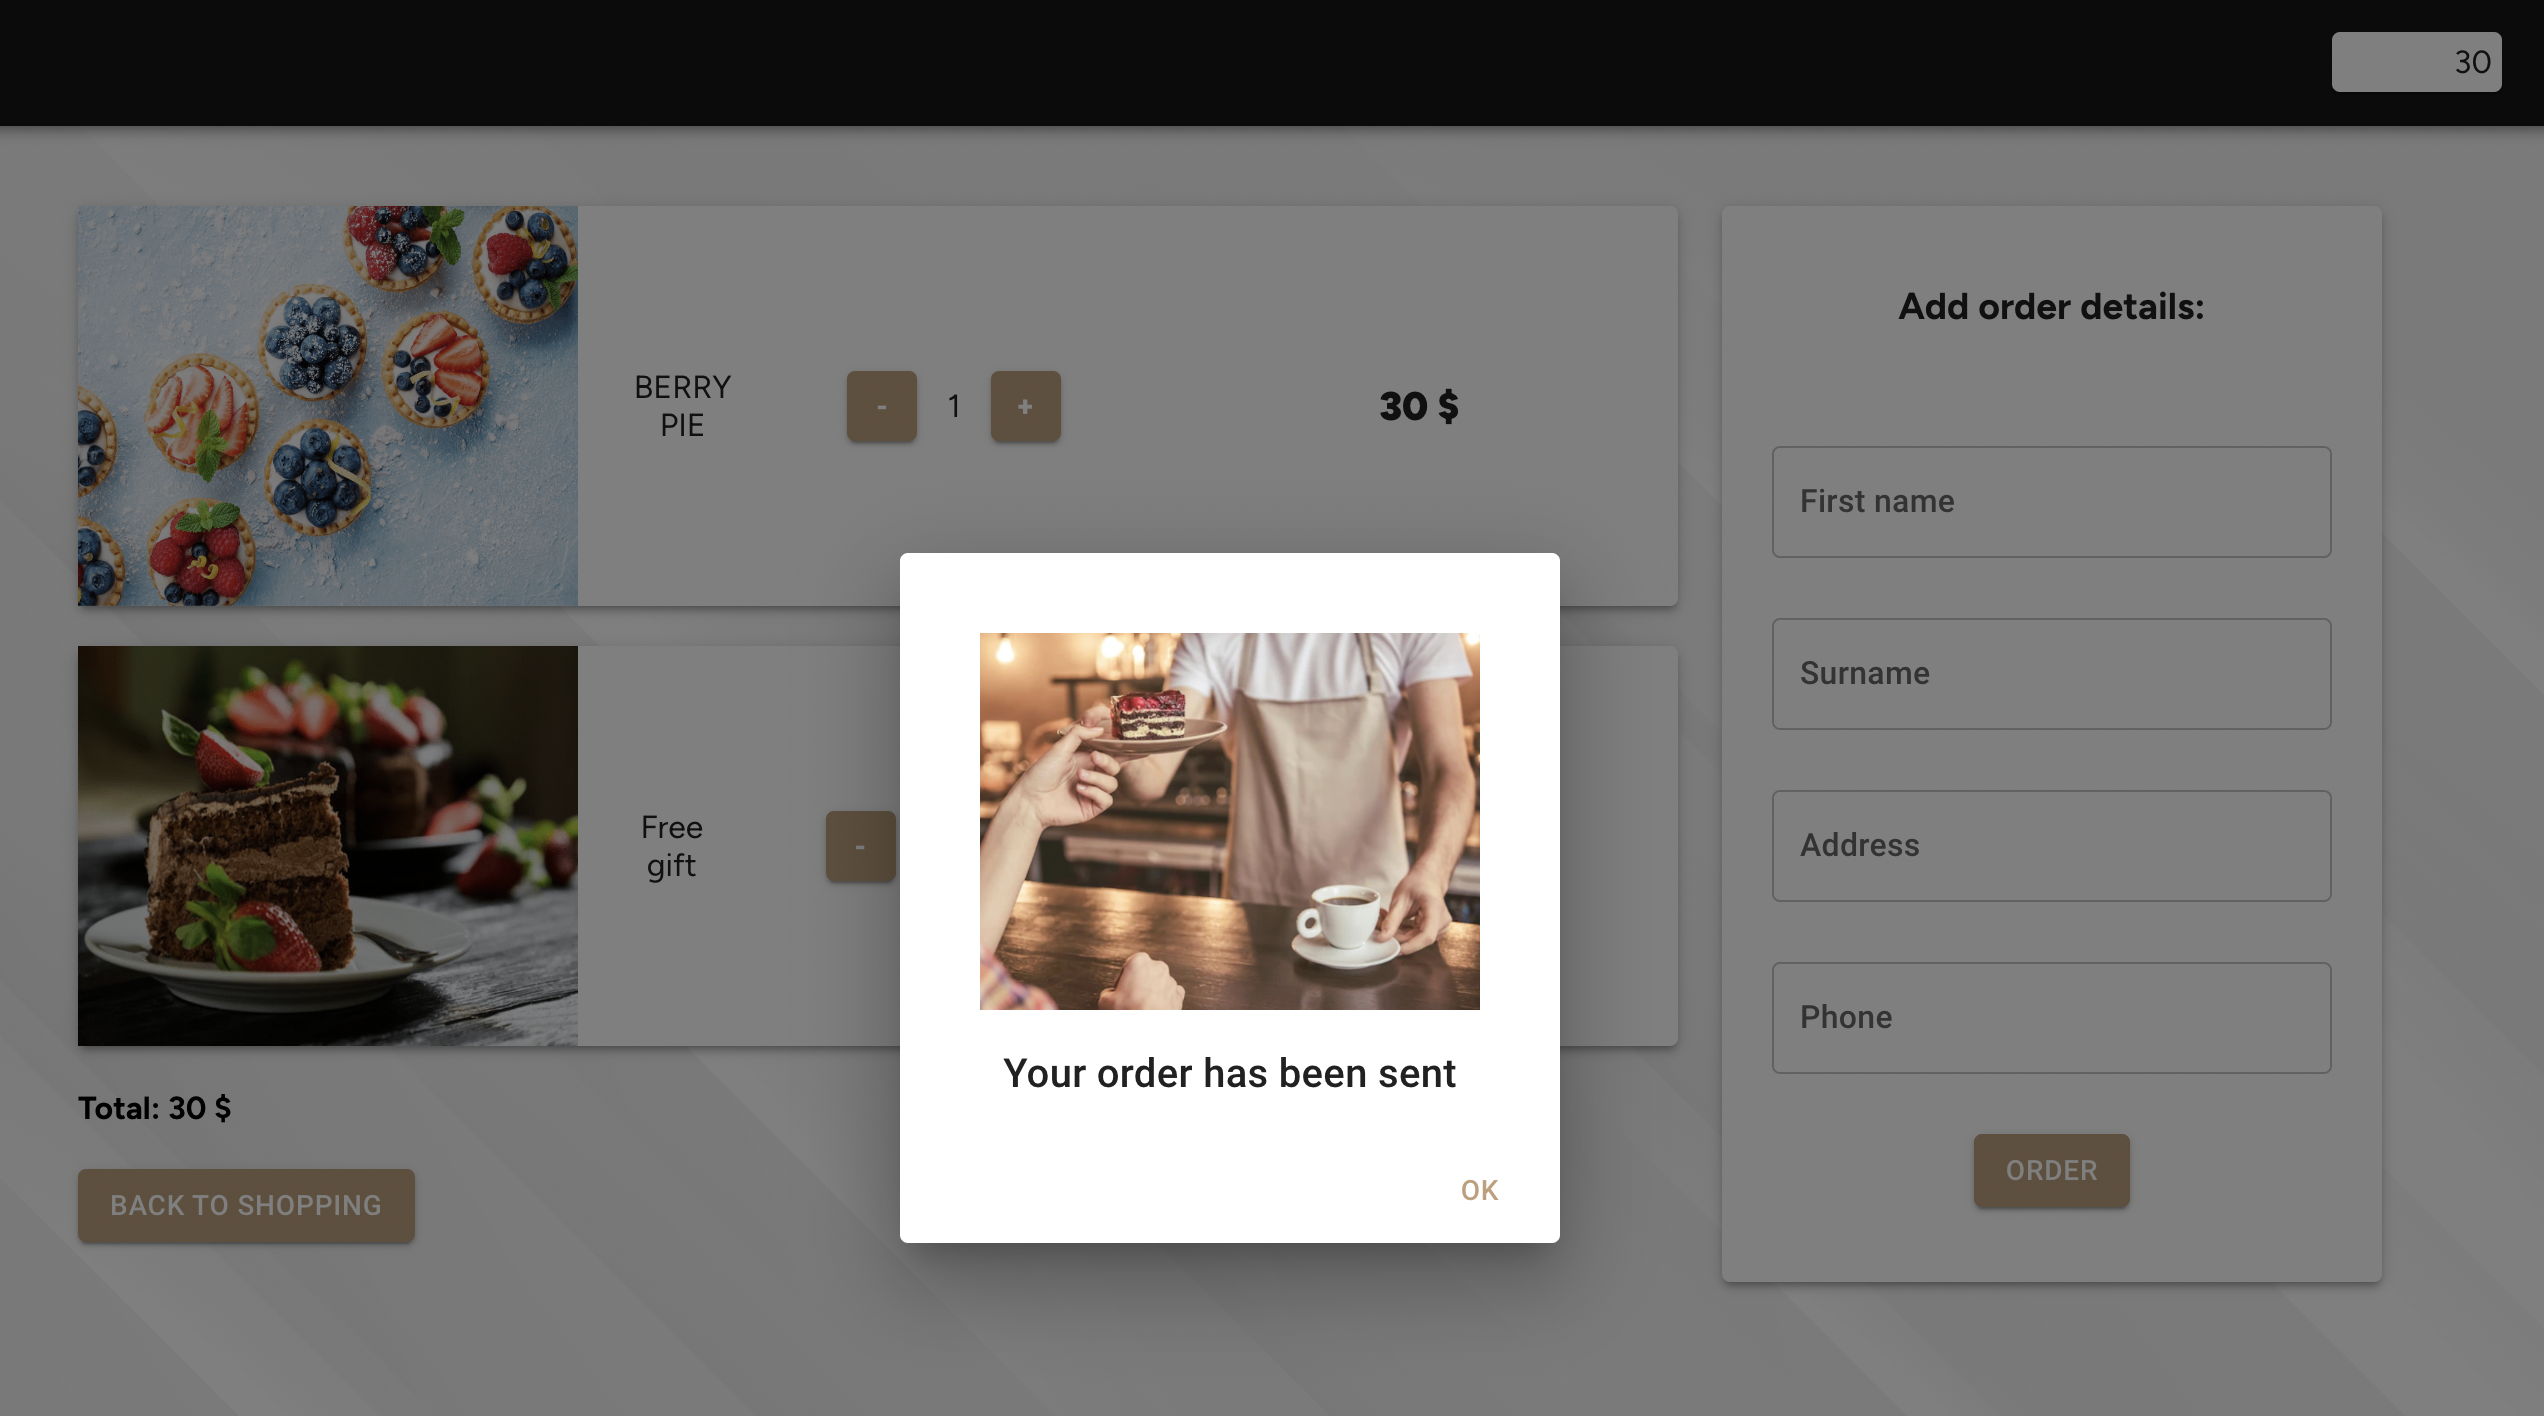 30
BERRY
PIE
- 1 +
30 $
Free
gift
-
Total: 30 $
BACK TO SHOPPING
Add order details:
First name
Surname
Address
Phone
ORDER
Your order has been sent
OK